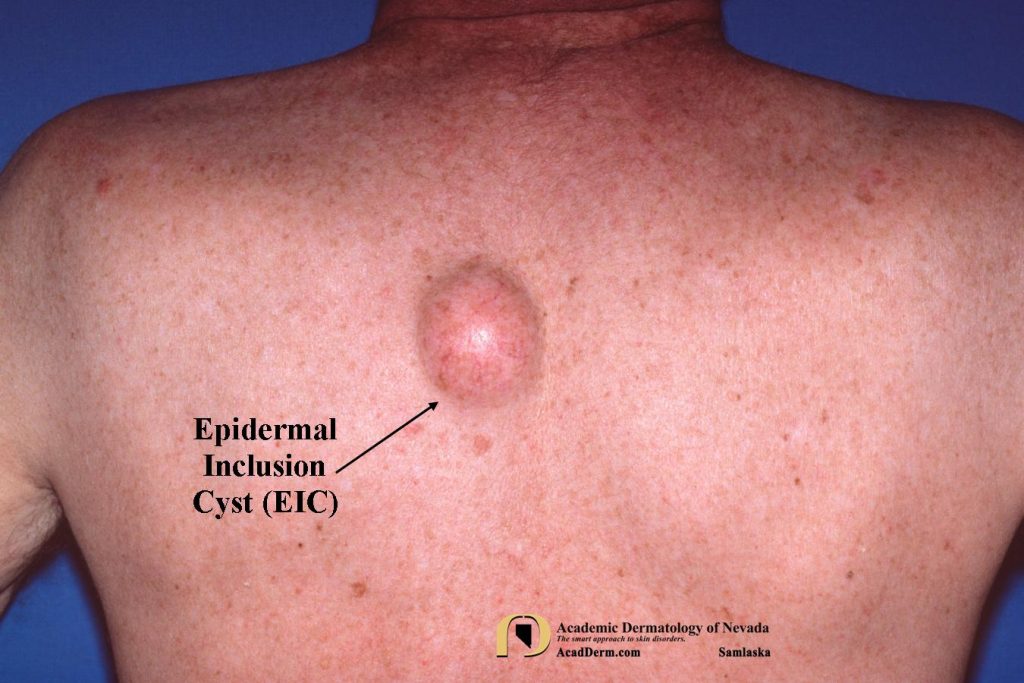 Epidermal
Inclusion
Cyst (EIC)
Academic Dermatology of Nevada
The smart approach to skin disorders.
AcadDerm.com Samlaska